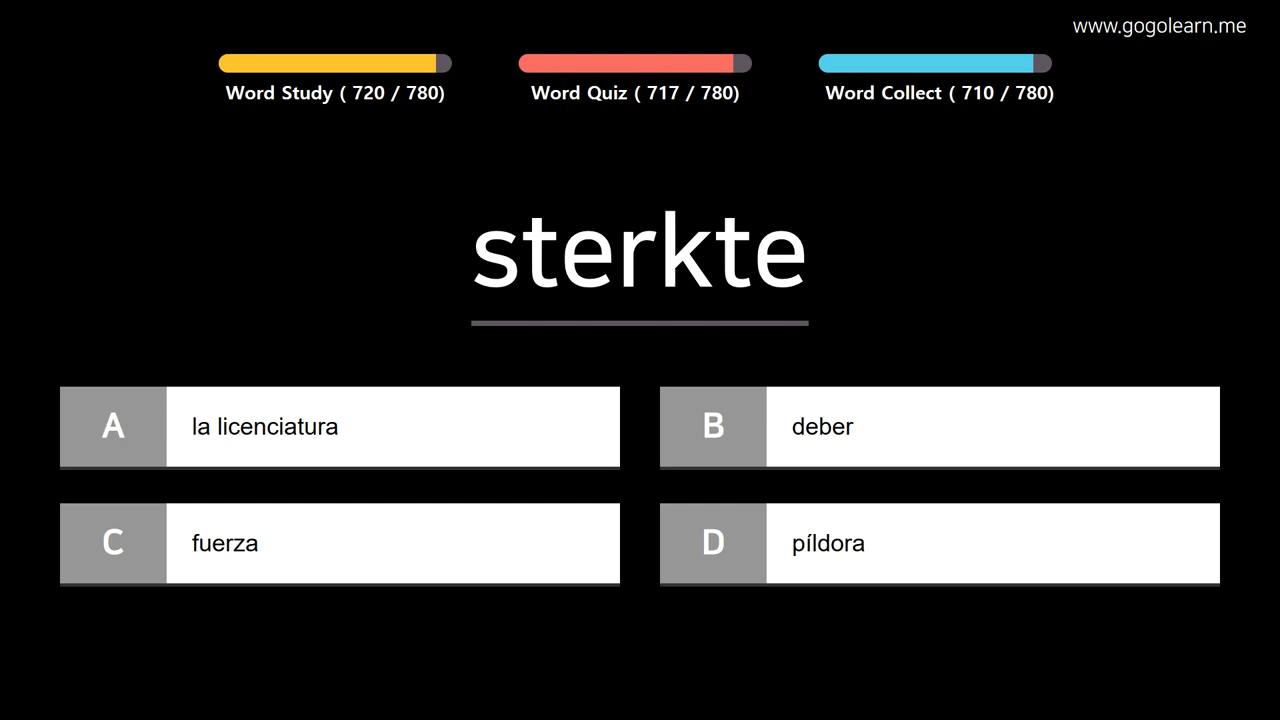 www.gogolearn.me
Word Study ( 720 / 780)
Word Quiz ( 717 / 780)
Word Collect ( 710 / 780)
sterkte
A la licenciatura
B deber
C fuerza
D píldora